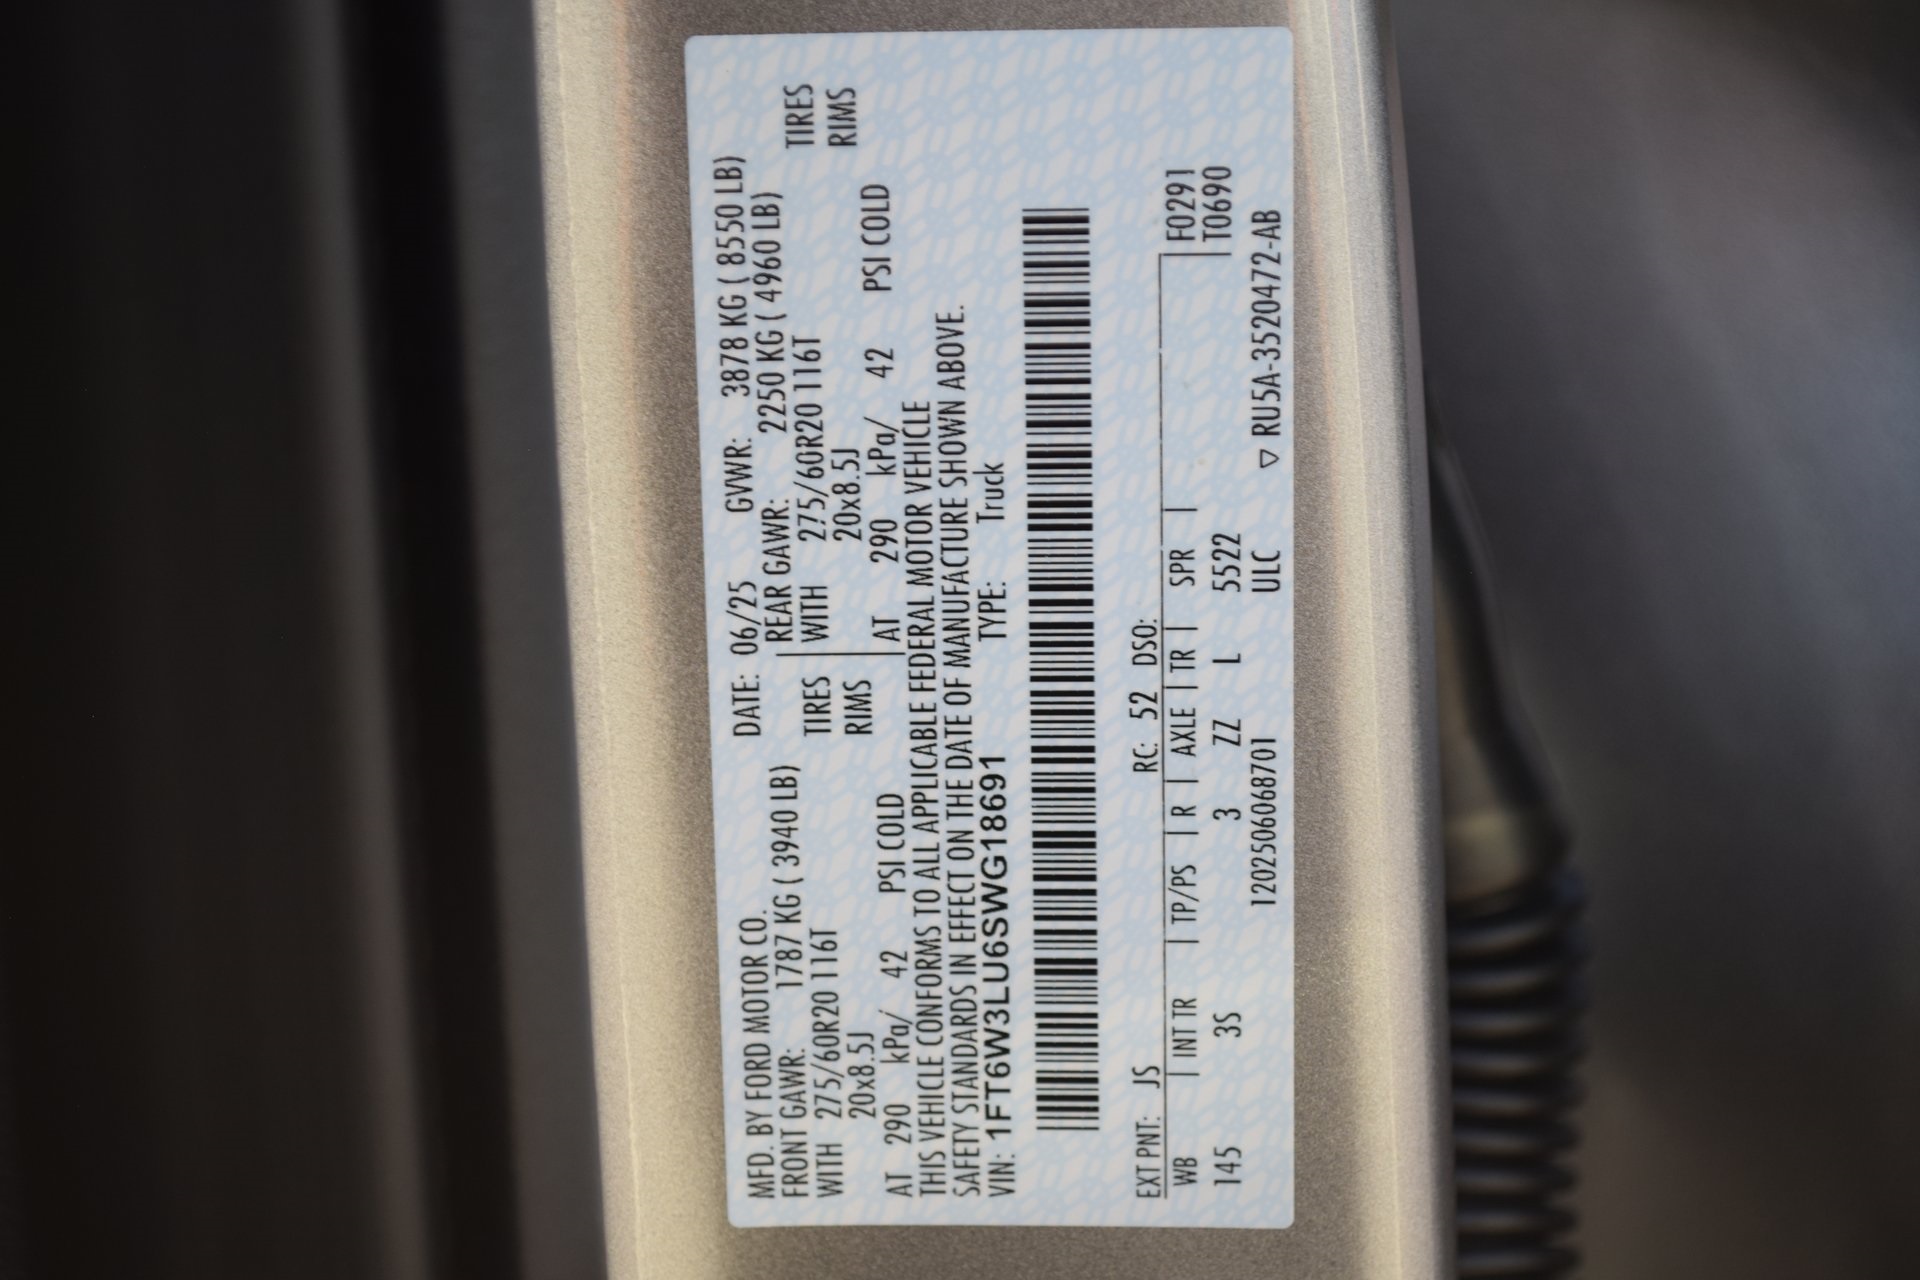 MFD. BY FORD MOTOR CO. DATE: 06/25 GVWR: 3878 KG ( 8550 LB)
FRONT GAWR: 1787 KG ( 3940 LB) REAR GAWR: 2250 KG ( 4960 LB)
WITH 275/60R20 116T TIRES WITH 275/60R20 116T TIRES
20x8.5J RIMS 20x8.5J RIMS
AT 290 kPa/ 42 PSI COLD AT 290 kPa/ 42 PSI COLD
THIS VEHICLE CONFORMS TO ALL APPLICABLE FEDERAL MOTOR VEHICLE
SAFETY STANDARDS IN EFFECT ON THE DATE OF MANUFACTURE SHOWN ABOVE.
VIN: 1FT6W3LU6SWG18691 TYPE: Truck
EXT PNT: JS RC: 52 DSO:
WB | INT TR | TP/PS | R | AXLE | TR | SPR | F0291
145 3S 3 ZZ L 5522 T0690
1202506068701 ULC ▽ RU5A-3520472-AB